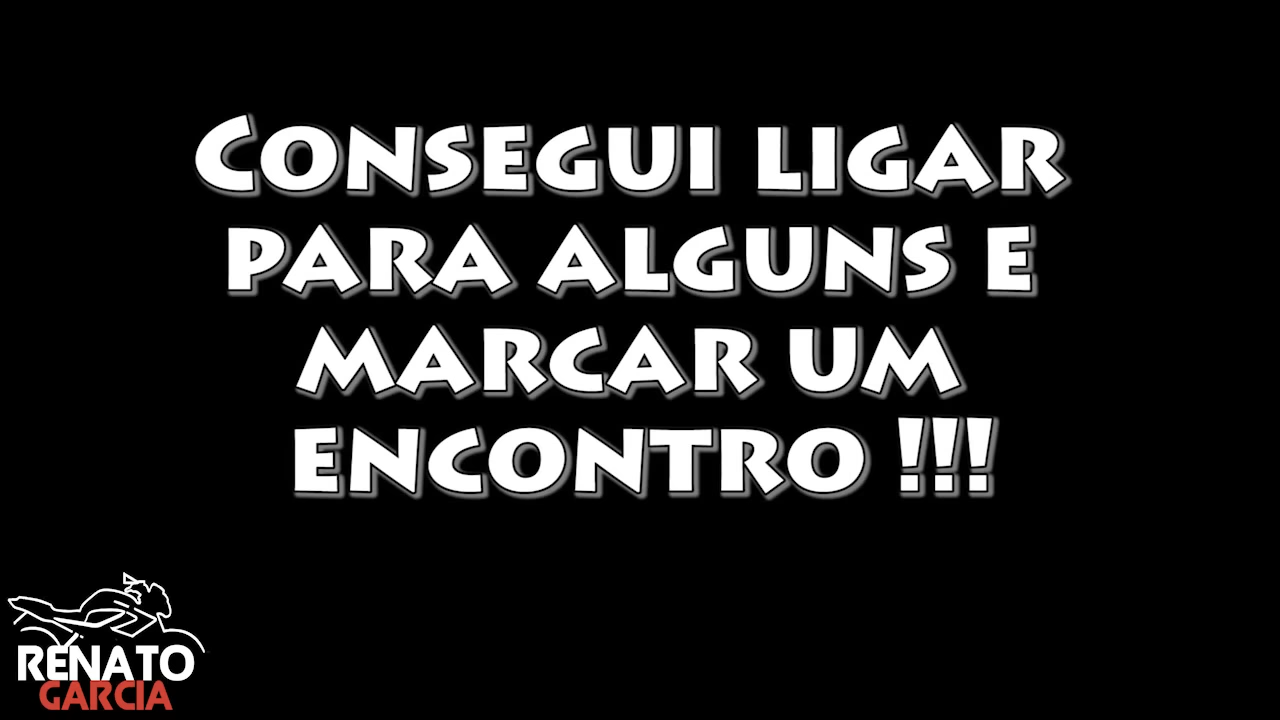 CONSEGUI LIGAR
PARA ALGUNS E
MARCAR UM
ENCONTRO !!!
RENATO
GARCIA